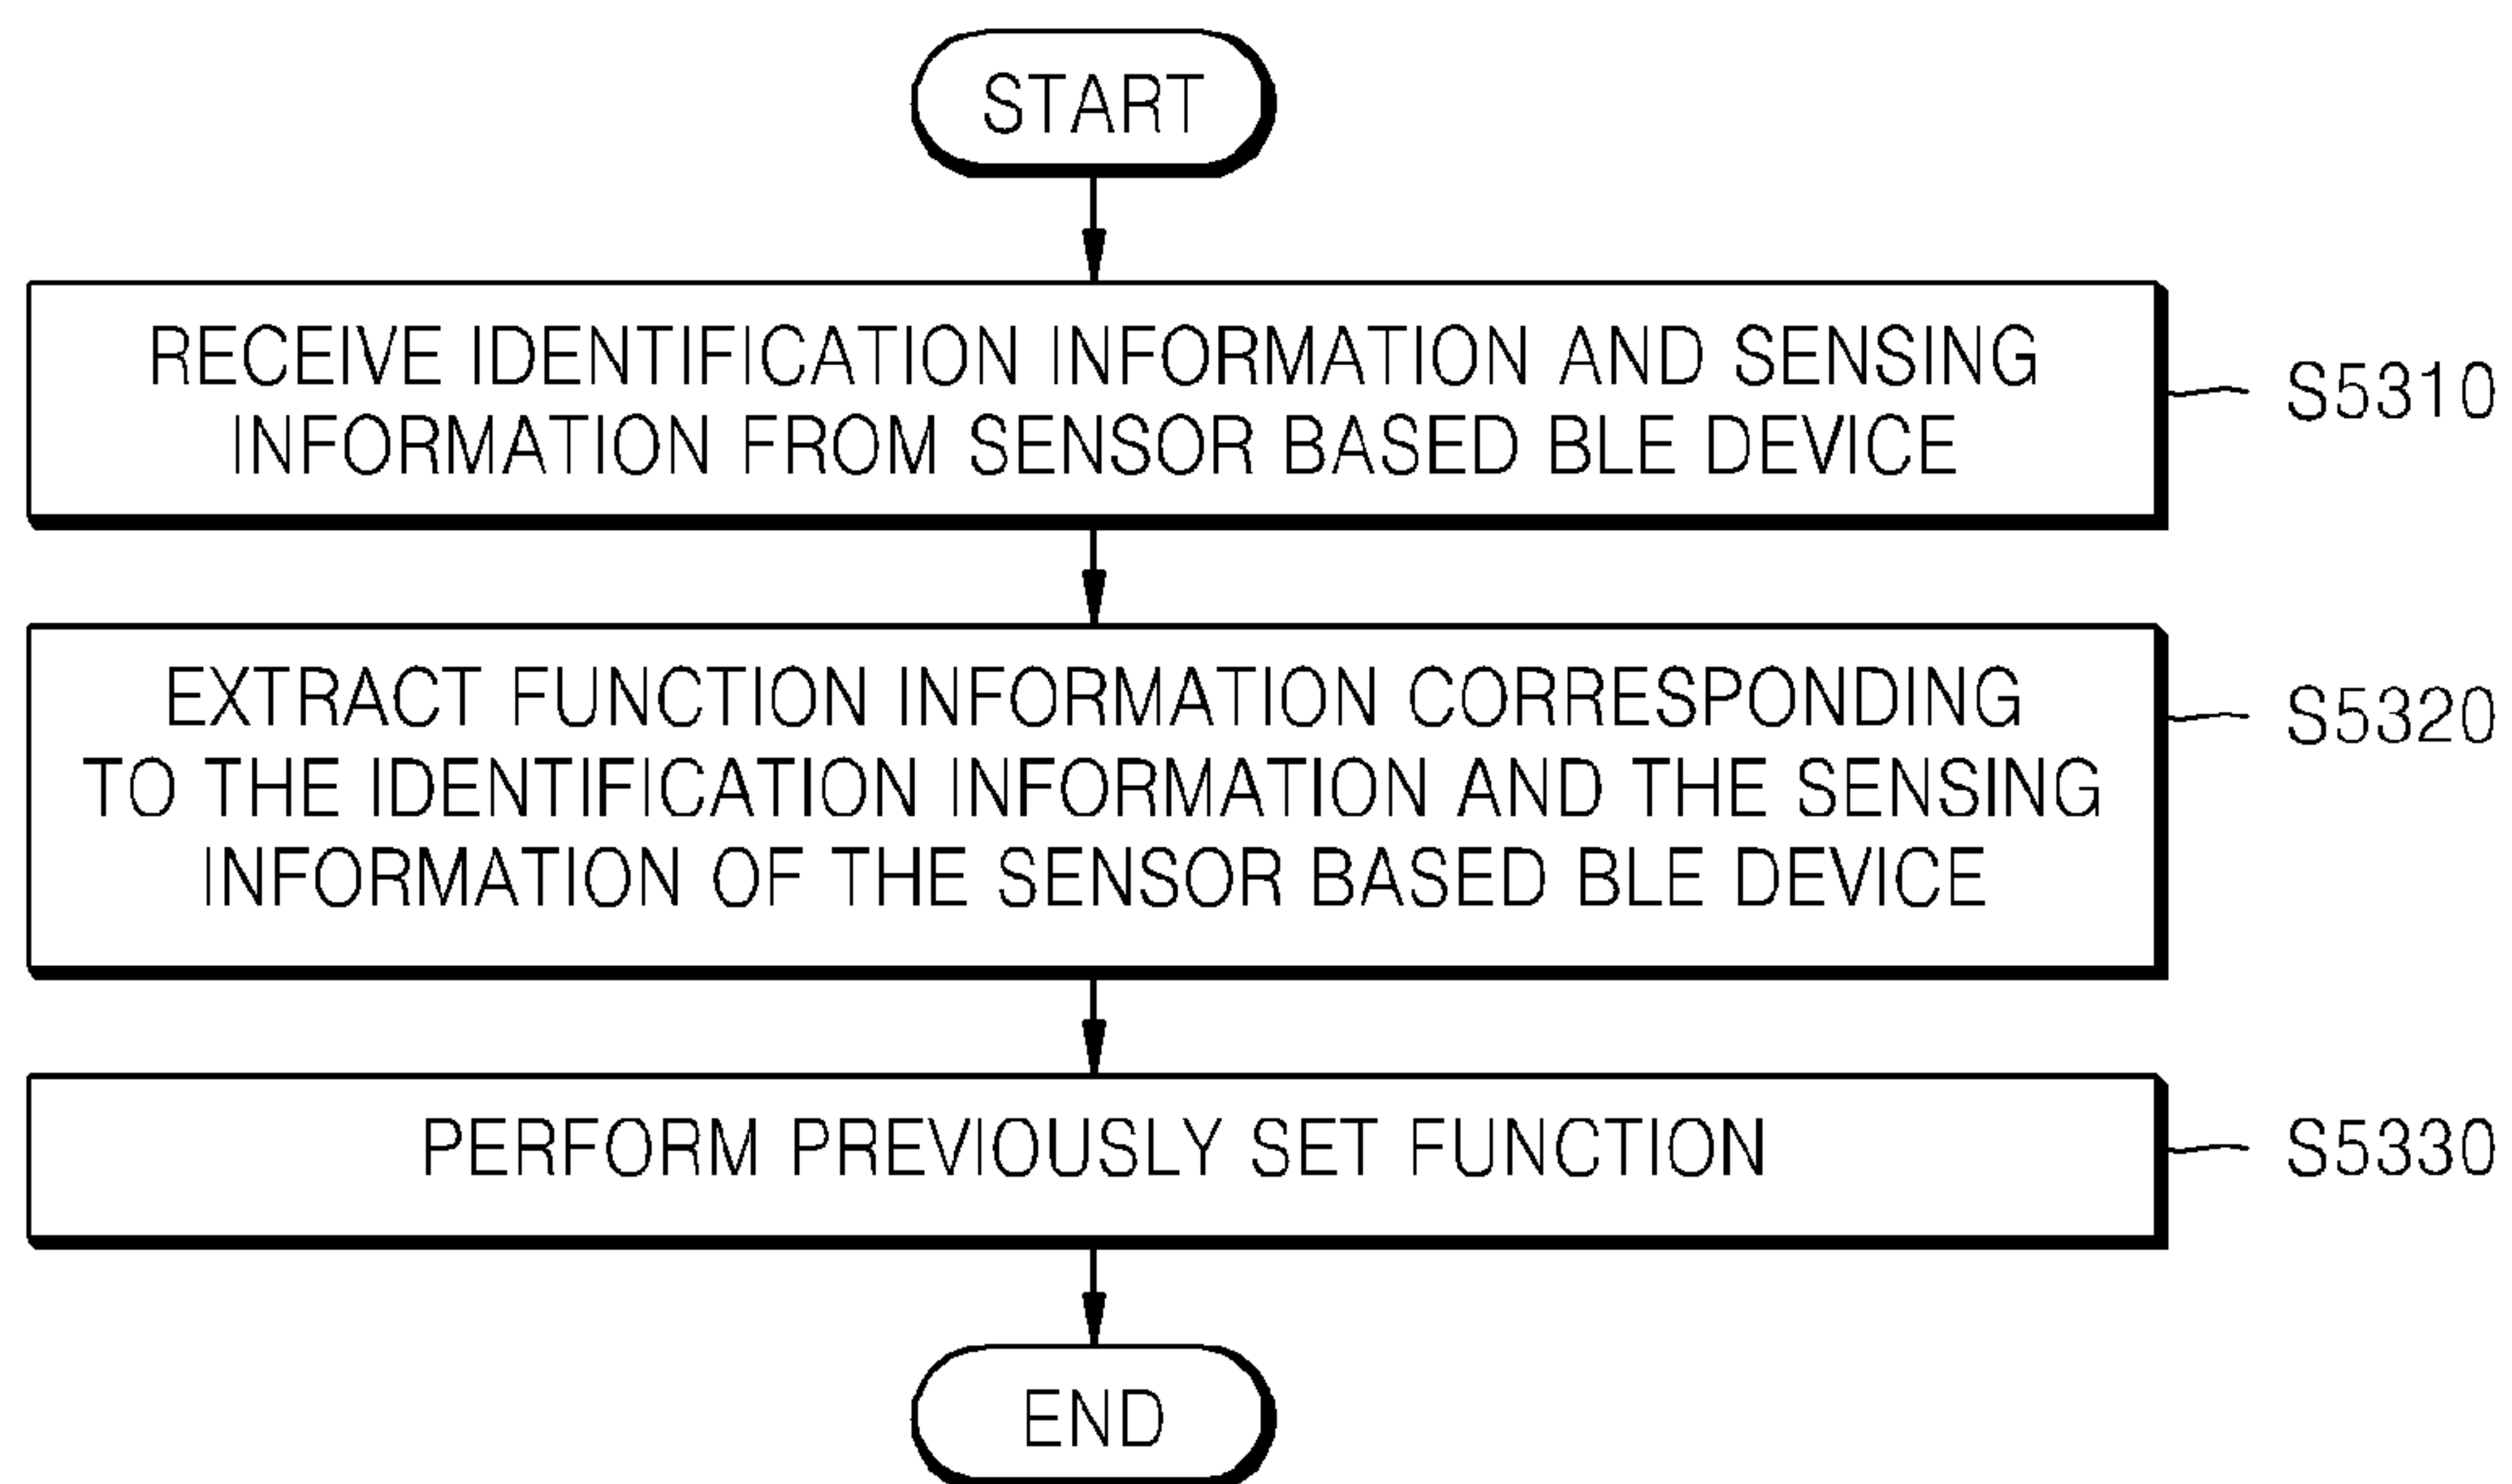 START
RECEIVE IDENTIFICATION INFORMATION AND SENSING
INFORMATION FROM SENSOR BASED BLE DEVICE
S5310
EXTRACT FUNCTION INFORMATION CORRESPONDING
TO THE IDENTIFICATION INFORMATION AND THE SENSING
INFORMATION OF THE SENSOR BASED BLE DEVICE
S5320
PERFORM PREVIOUSLY SET FUNCTION
S5330
END